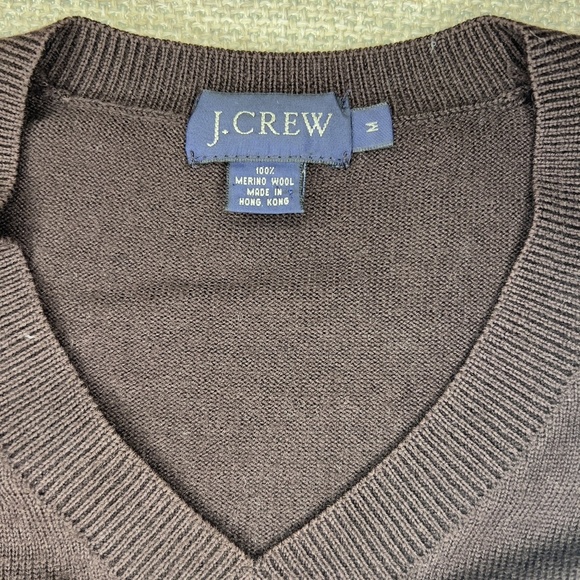 J.CREW
M
100%
MERINO WOOL
MADE IN
HONG KONG